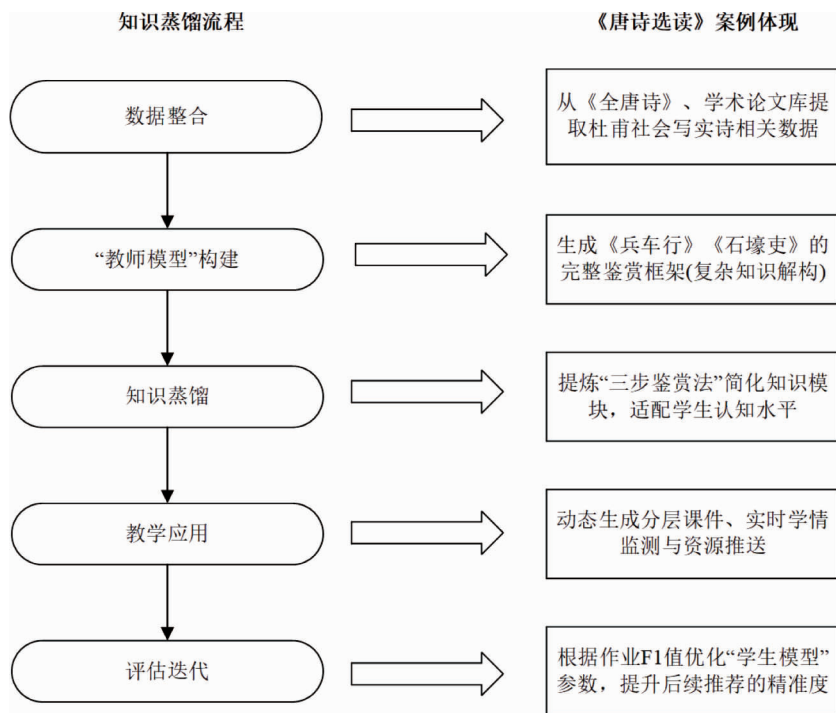 知识蒸馏流程
《唐诗选读》案例体现
数据整合
从《全唐诗》、学术论文库提
取杜甫社会写实诗相关数据
“教师模型”构建
生成《兵车行》《石壕吏》的
完整鉴赏框架(复杂知识解构)
知识蒸馏
提炼“三步鉴赏法”简化知识模
块，适配学生认知水平
教学应用
动态生成分层课件、实时学情
监测与资源推送
评估迭代
根据作业F1值优化“学生模型”
参数，提升后续推荐的精准度